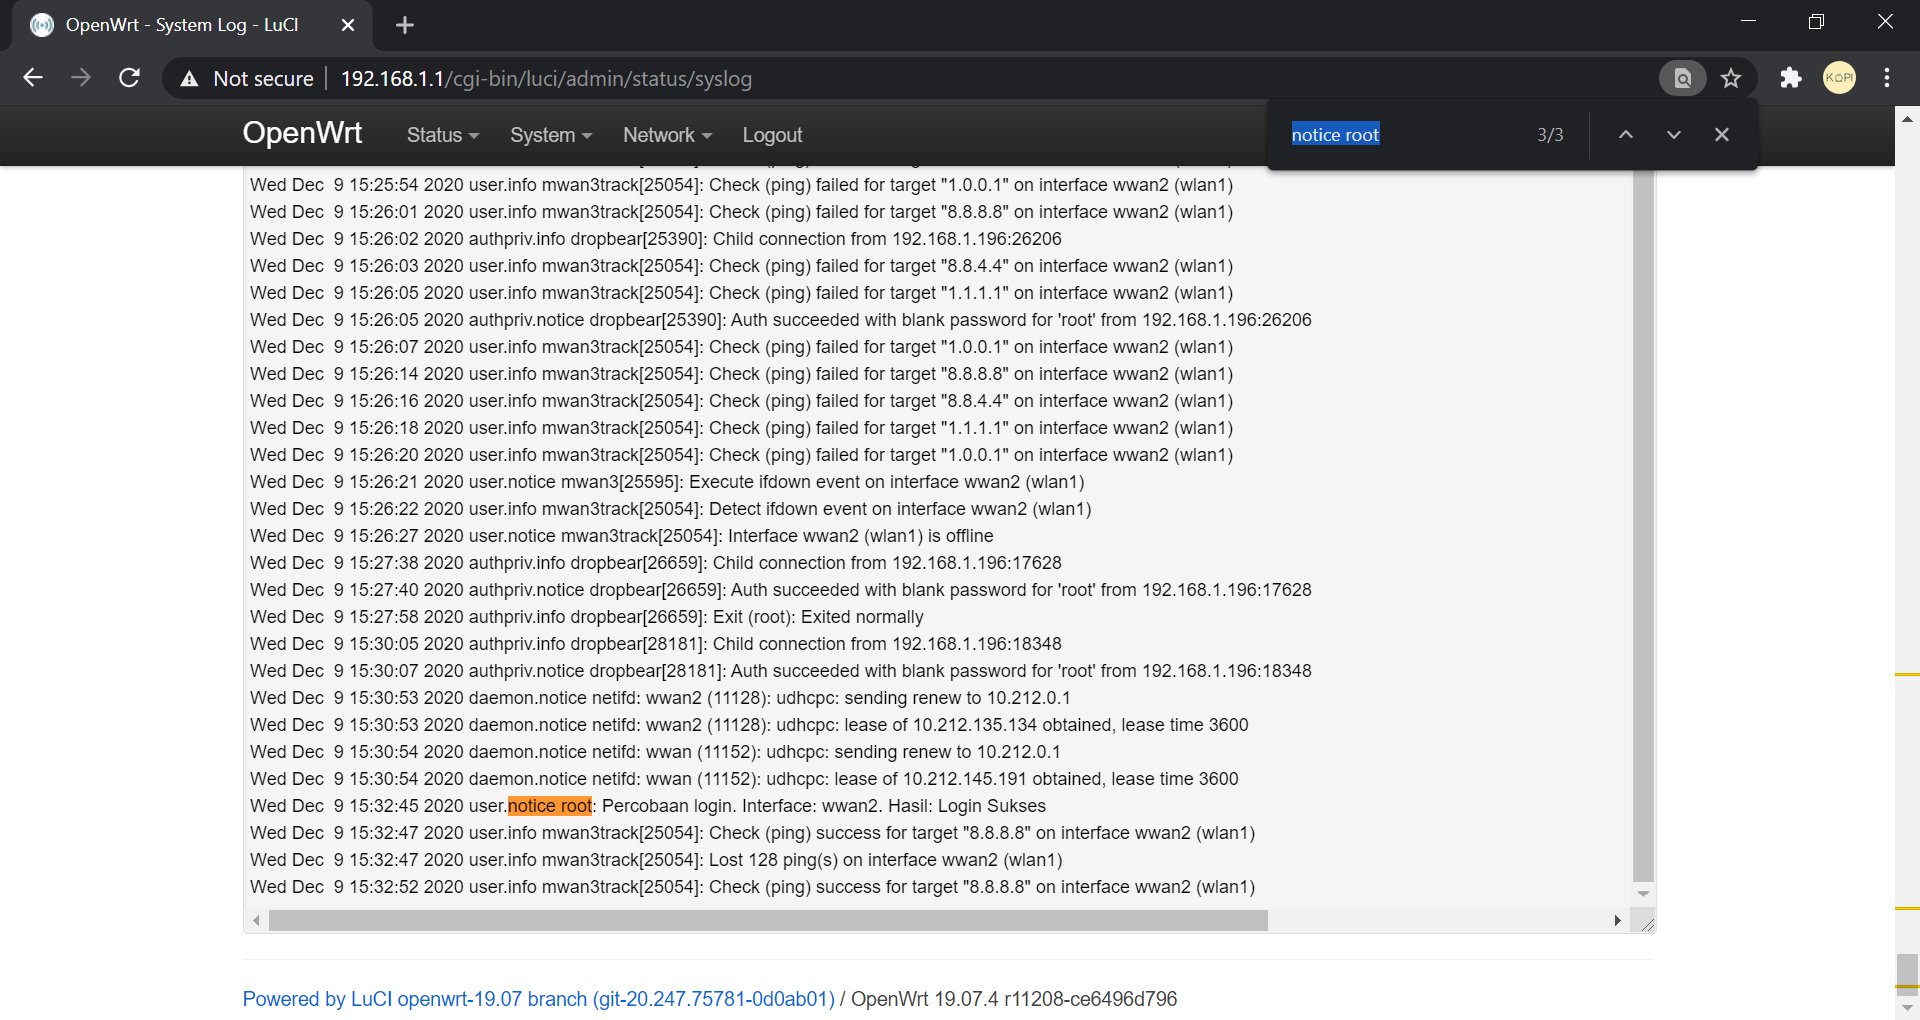 OpenWrt - System Log - LuCI
Not secure | 192.168.1.1/cgi-bin/luci/admin/status/syslog
KOPI
OpenWrt Status System Network Logout
notice root 3/3
Wed Dec  9 15:25:54 2020 user.info mwan3track[25054]: Check (ping) failed for target "1.0.0.1" on interface wwan2 (wlan1)
Wed Dec  9 15:26:01 2020 user.info mwan3track[25054]: Check (ping) failed for target "8.8.8.8" on interface wwan2 (wlan1)
Wed Dec  9 15:26:02 2020 authpriv.info dropbear[25390]: Child connection from 192.168.1.196:26206
Wed Dec  9 15:26:03 2020 user.info mwan3track[25054]: Check (ping) failed for target "8.8.4.4" on interface wwan2 (wlan1)
Wed Dec  9 15:26:05 2020 user.info mwan3track[25054]: Check (ping) failed for target "1.1.1.1" on interface wwan2 (wlan1)
Wed Dec  9 15:26:05 2020 authpriv.notice dropbear[25390]: Auth succeeded with blank password for 'root' from 192.168.1.196:26206
Wed Dec  9 15:26:07 2020 user.info mwan3track[25054]: Check (ping) failed for target "1.0.0.1" on interface wwan2 (wlan1)
Wed Dec  9 15:26:14 2020 user.info mwan3track[25054]: Check (ping) failed for target "8.8.8.8" on interface wwan2 (wlan1)
Wed Dec  9 15:26:16 2020 user.info mwan3track[25054]: Check (ping) failed for target "8.8.4.4" on interface wwan2 (wlan1)
Wed Dec  9 15:26:18 2020 user.info mwan3track[25054]: Check (ping) failed for target "1.1.1.1" on interface wwan2 (wlan1)
Wed Dec  9 15:26:20 2020 user.info mwan3track[25054]: Check (ping) failed for target "1.0.0.1" on interface wwan2 (wlan1)
Wed Dec  9 15:26:21 2020 user.notice mwan3[25595]: Execute ifdown event on interface wwan2 (wlan1)
Wed Dec  9 15:26:22 2020 user.info mwan3track[25054]: Detect ifdown event on interface wwan2 (wlan1)
Wed Dec  9 15:26:27 2020 user.notice mwan3track[25054]: Interface wwan2 (wlan1) is offline
Wed Dec  9 15:27:38 2020 authpriv.info dropbear[26659]: Child connection from 192.168.1.196:17628
Wed Dec  9 15:27:40 2020 authpriv.notice dropbear[26659]: Auth succeeded with blank password for 'root' from 192.168.1.196:17628
Wed Dec  9 15:27:58 2020 authpriv.info dropbear[26659]: Exit (root): Exited normally
Wed Dec  9 15:30:05 2020 authpriv.info dropbear[28181]: Child connection from 192.168.1.196:18348
Wed Dec  9 15:30:07 2020 authpriv.notice dropbear[28181]: Auth succeeded with blank password for 'root' from 192.168.1.196:18348
Wed Dec  9 15:30:53 2020 daemon.notice netifd: wwan2 (11128): udhcpc: sending renew to 10.212.0.1
Wed Dec  9 15:30:53 2020 daemon.notice netifd: wwan2 (11128): udhcpc: lease of 10.212.135.134 obtained, lease time 3600
Wed Dec  9 15:30:54 2020 daemon.notice netifd: wwan (11152): udhcpc: sending renew to 10.212.0.1
Wed Dec  9 15:30:54 2020 daemon.notice netifd: wwan (11152): udhcpc: lease of 10.212.145.191 obtained, lease time 3600
Wed Dec  9 15:32:45 2020 user.notice root: Percobaan login. Interface: wwan2. Hasil: Login Sukses
Wed Dec  9 15:32:47 2020 user.info mwan3track[25054]: Check (ping) success for target "8.8.8.8" on interface wwan2 (wlan1)
Wed Dec  9 15:32:47 2020 user.info mwan3track[25054]: Lost 128 ping(s) on interface wwan2 (wlan1)
Wed Dec  9 15:32:52 2020 user.info mwan3track[25054]: Check (ping) success for target "8.8.8.8" on interface wwan2 (wlan1)
Powered by LuCI openwrt-19.07 branch (git-20.247.75781-0d0ab01) / OpenWrt 19.07.4 r11208-ce6496d796